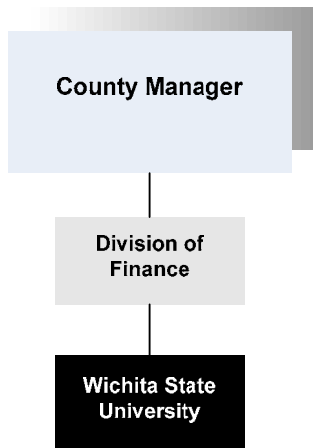 County Manager
Division of
Finance
Wichita State
University